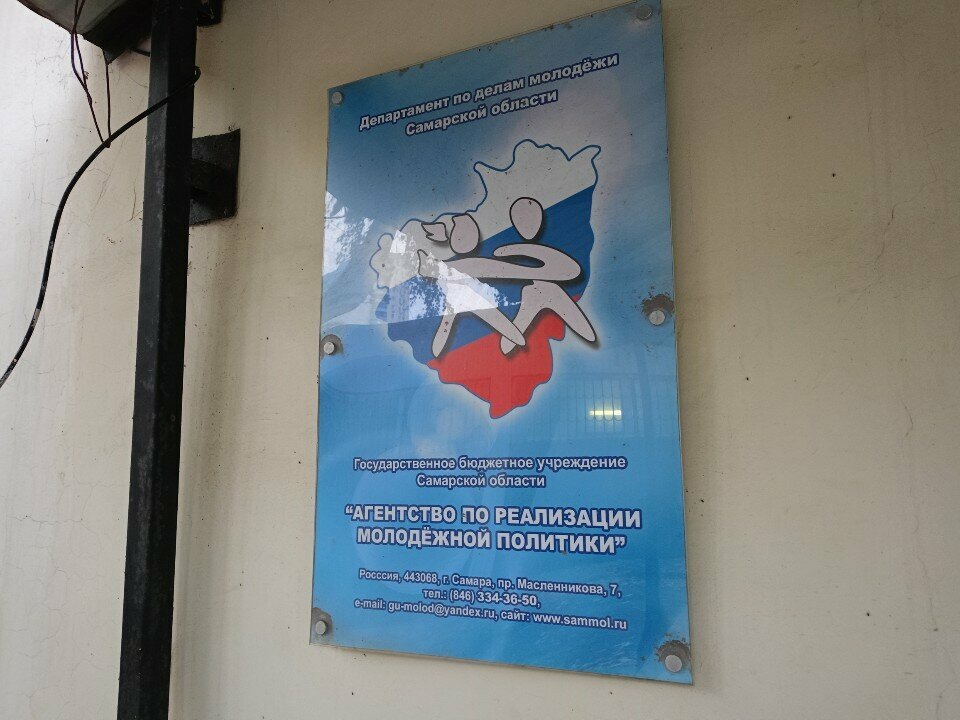 Департамент по делам молодёжи
Самарской области
Государственное бюджетное учреждение
Самарской области
“АГЕНТСТВО ПО РЕАЛИЗАЦИИ
МОЛОДЁЖНОЙ ПОЛИТИКИ”
Росссия, 443068, г. Самара, пр. Масленникова, 7,
тел.: (846) 334-36-50,
e-mail: gu-molod@yandex.ru, сайт: www.sammol.ru